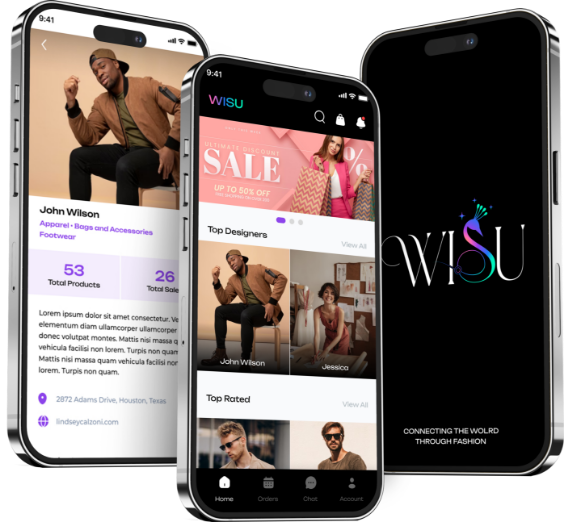 9:41
John Wilson
Apparel • Bags and Accessories
Footwear
53
Total Products
26
Total Sale
Lorem ipsum dolor sit amet consectetur. Ve
elementum diam ullamcorper ullamcorper
donec volutpat montes. Mattis nisi massa q
vehicula facilisi non lorem. Turpis non quam
Mattis nisi massa quam vehicula facilisi non
lorem. Turpis non quam.
2872 Adams Drive, Houston, Texas
lindseycalzoni.com
9:41
WISU
ULTIMATE DISCOUNT
SALE
UP TO 50% OFF
%
Top Designers
View All
John Wilson
Jessica
Top Rated
View All
Home
Orders
Chat
Account
WISU
CONNECTING THE WOLRD
THROUGH FASHION